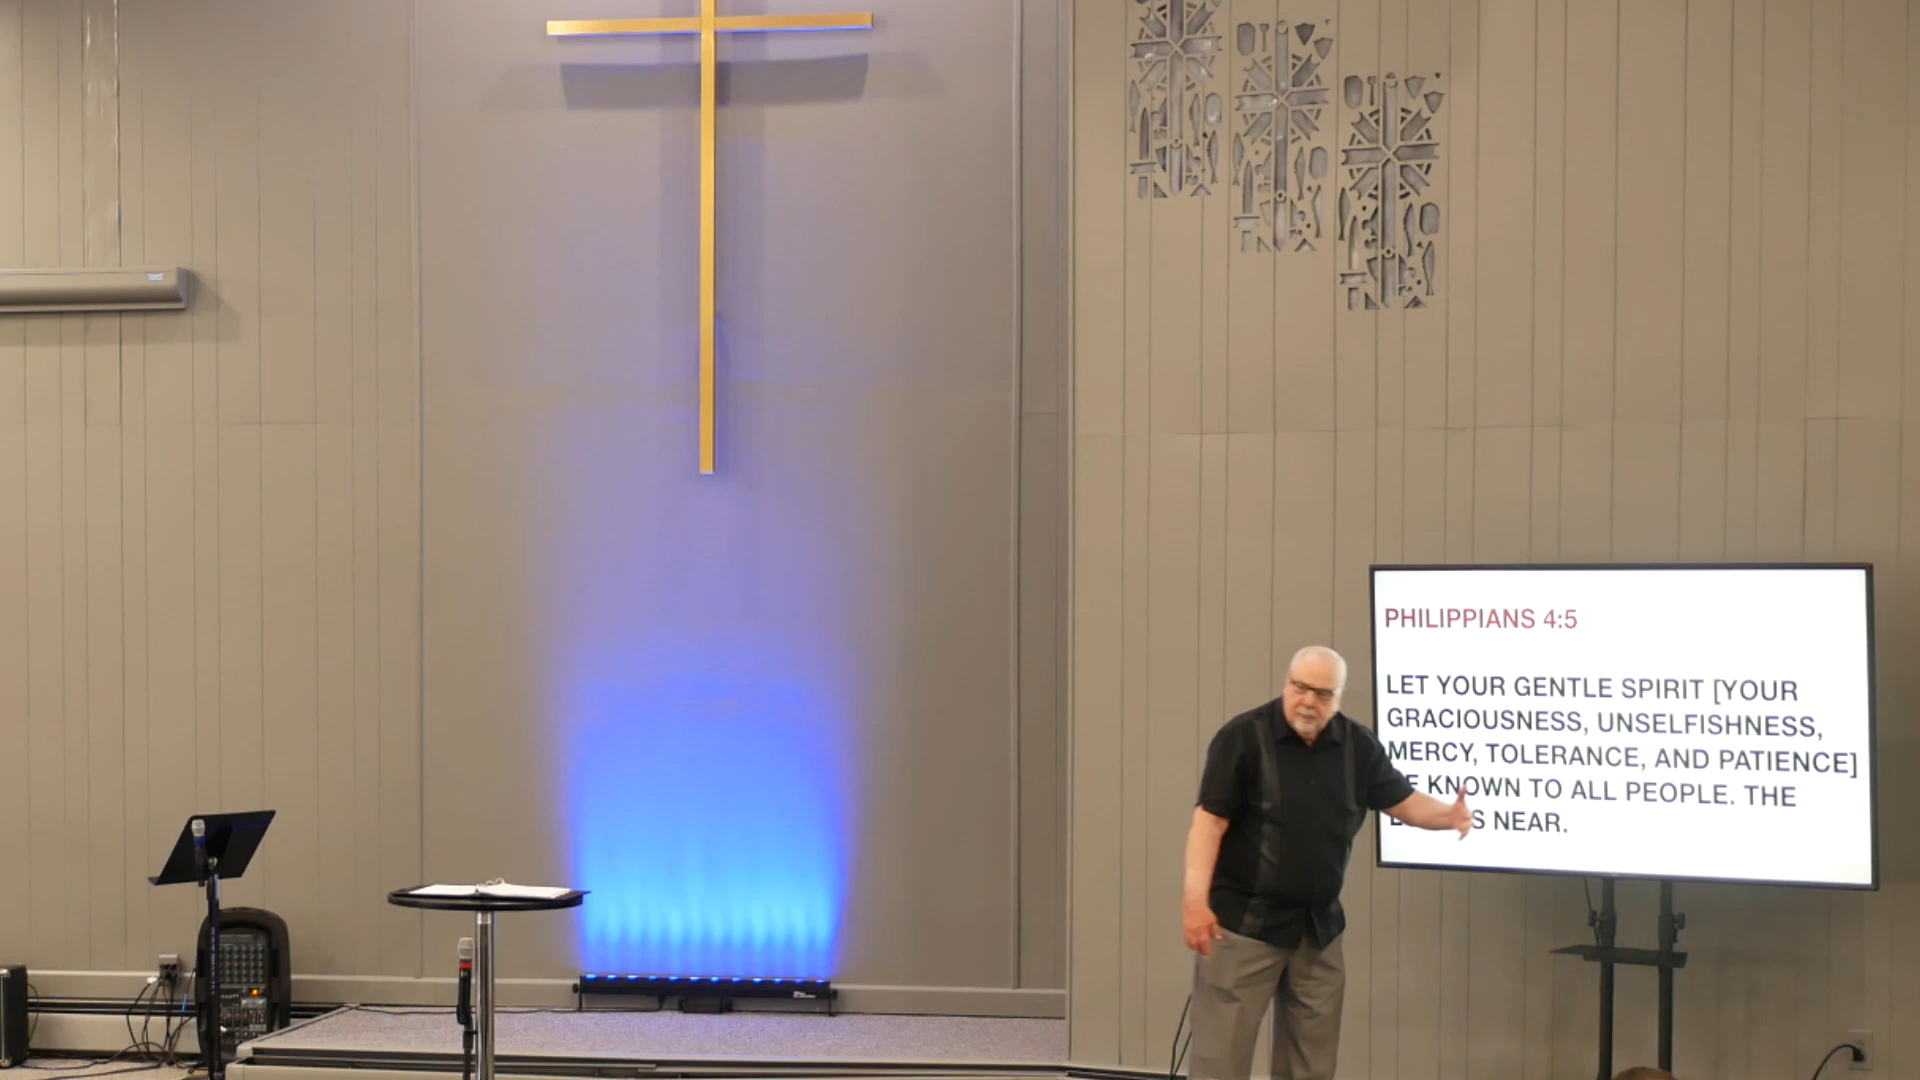 PHILIPPIANS 4:5
LET YOUR GENTLE SPIRIT [YOUR
GRACIOUSNESS, UNSELFISHNESS,
MERCY, TOLERANCE, AND PATIENCE]
KNOWN TO ALL PEOPLE. THE
NEAR.